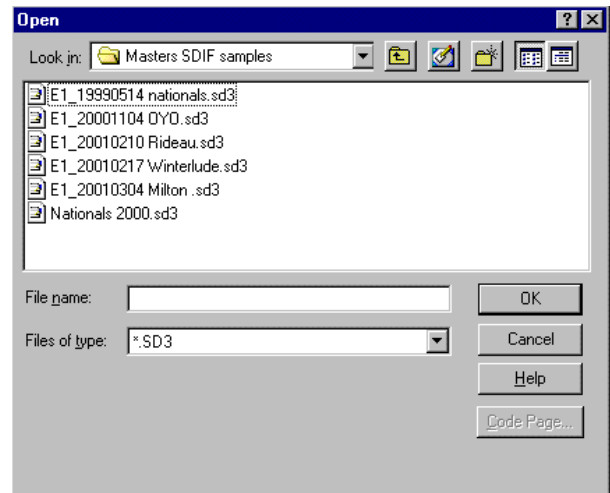 Open
Look in: Masters SDIF samples
E1_19990514 nationals.sd3
E1_20001104 OYO.sd3
E1_20010210 Rideau.sd3
E1_20010217 Winterlude.sd3
E1_20010304 Milton .sd3
Nationals 2000.sd3
File name: OK
Files of type: *.SD3 Cancel
Help
Code Page...